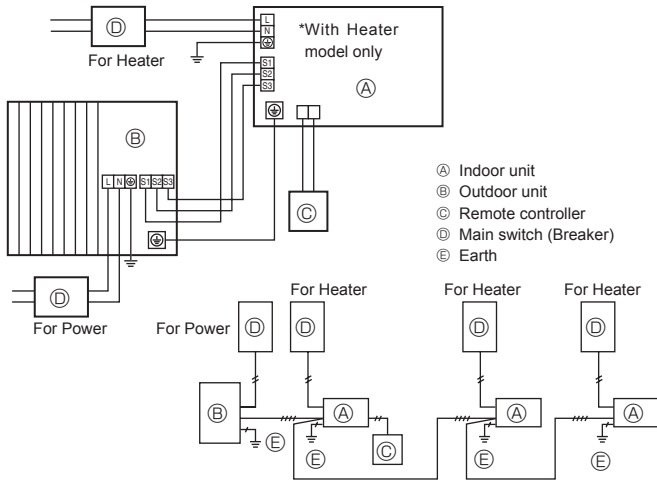 Ⓓ
For Heater
L
N
S1
S2
S3
*With Heater
model only
Ⓐ
Ⓑ
L N S1 S2 S3
Ⓒ
Ⓓ
For Power
Ⓐ Indoor unit
Ⓑ Outdoor unit
Ⓒ Remote controller
Ⓓ Main switch (Breaker)
Ⓔ Earth
For Heater For Heater For Heater
For Power Ⓓ Ⓓ Ⓓ Ⓓ
Ⓑ Ⓐ Ⓐ Ⓐ
Ⓔ Ⓒ Ⓔ Ⓔ Ⓔ